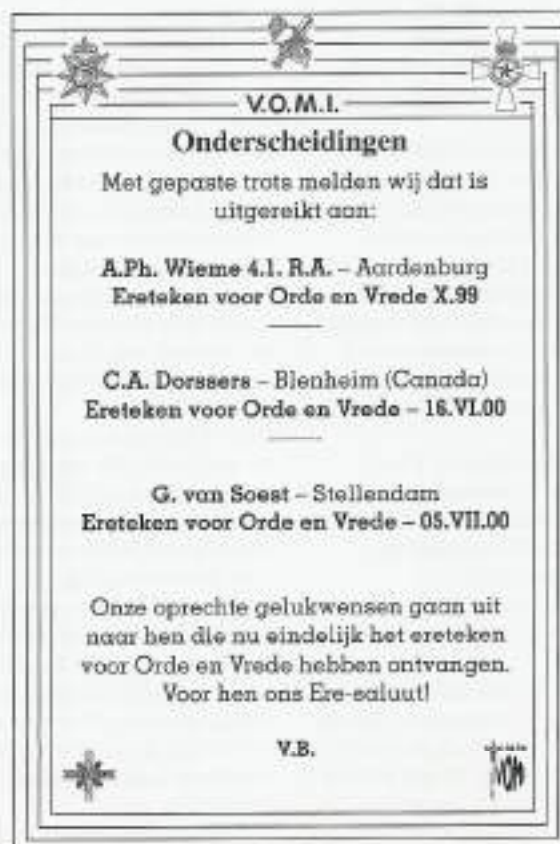 V.O.M.I.
Onderscheidingen
Met gepaste trots melden wij dat is
uitgereikt aan:
A.Ph. Wieme 4.1. R.A. – Aardenburg
Ereteken voor Orde en Vrede X.99
C.A. Dorssers – Blenheim (Canada)
Ereteken voor Orde en Vrede – 16.VI.00
G. van Soest – Stellendam
Ereteken voor Orde en Vrede – 05.VII.00
Onze oprechte gelukwensen gaan uit
naar hen die nu eindelijk het ereteken
voor Orde en Vrede hebben ontvangen.
Voor hen ons Ere-saluut!
V.B.